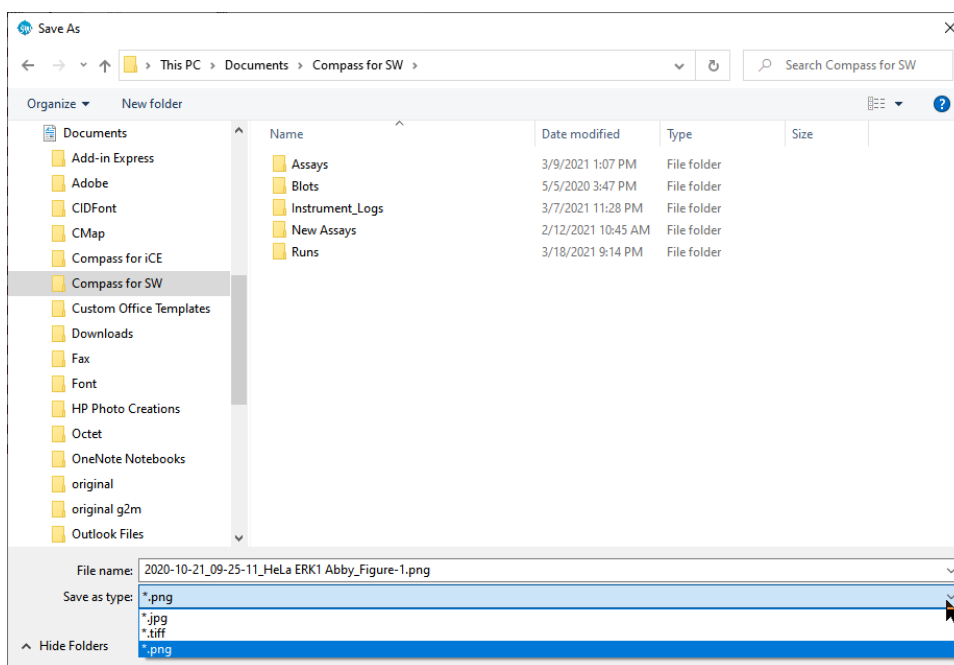 SW Save As
This PC > Documents > Compass for SW >
Search Compass for SW
Organize New folder
?
Documents
Add-in Express
Adobe
CIDFont
CMap
Compass for iCE
Compass for SW
Custom Office Templates
Downloads
Fax
Font
HP Photo Creations
Octet
OneNote Notebooks
original
original g2m
Outlook Files
Name Date modified Type Size
Assays 3/9/2021 1:07 PM File folder
Blots 5/5/2020 3:47 PM File folder
Instrument_Logs 3/7/2021 11:28 PM File folder
New Assays 2/12/2021 10:45 AM File folder
Runs 3/18/2021 9:14 PM File folder
File name: 2020-10-21_09-25-11_HeLa ERK1 Abby_Figure-1.png
Save as type: *.png
*.jpg
*.tiff
*.png
Hide Folders